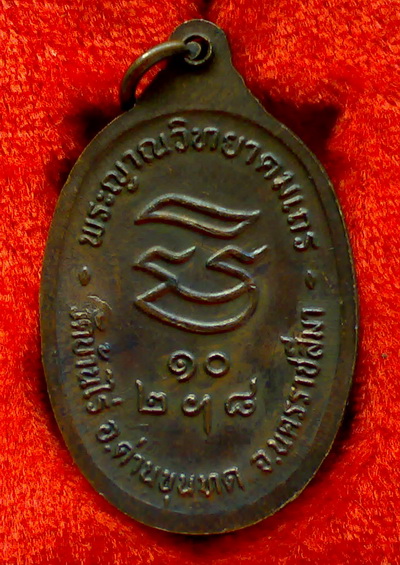 พระญาณวิทยาคมเถร
๑๐
๒๕๙๘
วัดบ้านไร่ อ.ด่านขุนทด จ.นครราชสีมา